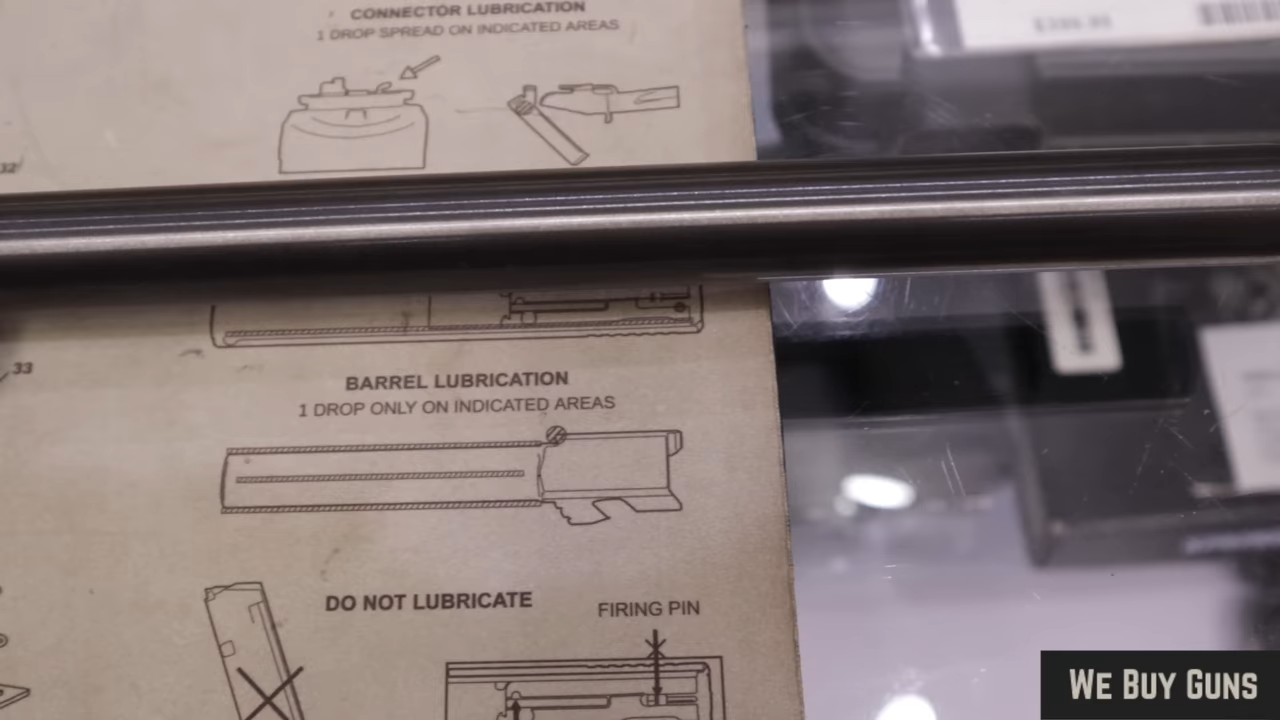 CONNECTOR LUBRICATION
1 DROP SPREAD ON INDICATED AREAS
32
33
BARREL LUBRICATION
1 DROP ONLY ON INDICATED AREAS
DO NOT LUBRICATE
FIRING PIN
WE BUY GUNS